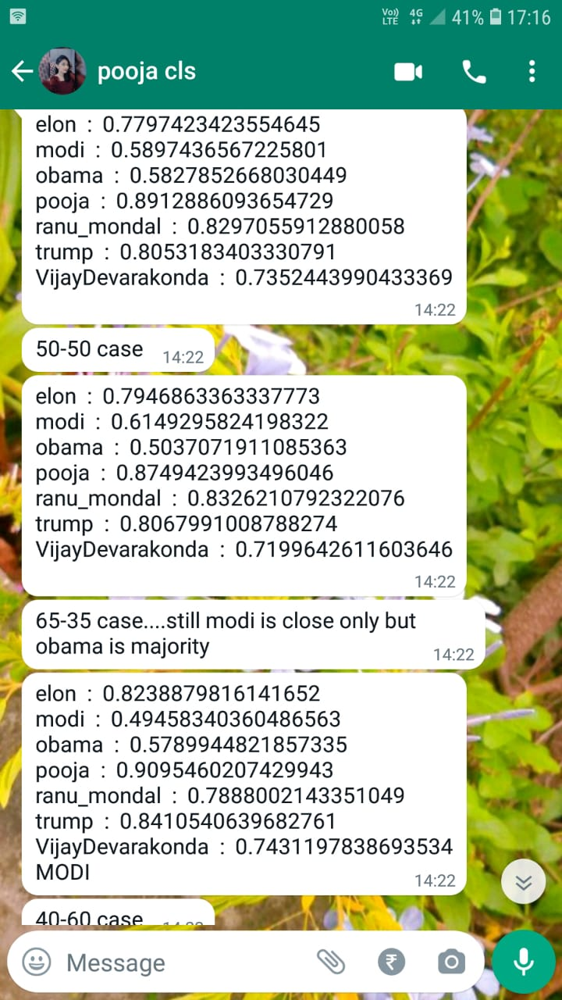 Vo)) LTE 4G 41% 17:16
pooja cls
elon : 0.7797423423554645
modi : 0.5897436567225801
obama : 0.5827852668030449
pooja : 0.8912886093654729
ranu_mondal : 0.8297055912880058
trump : 0.8053183403330791
VijayDevarakonda : 0.7352443990433369
14:22
50-50 case 14:22
elon : 0.7946863363337773
modi : 0.6149295824198322
obama : 0.5037071911085363
pooja : 0.8749423993496046
ranu_mondal : 0.8326210792322076
trump : 0.8067991008788274
VijayDevarakonda : 0.7199642611603646
14:22
65-35 case....still modi is close only but
obama is majority 14:22
elon : 0.8238879816141652
modi : 0.49458340360486563
obama : 0.5789944821857335
pooja : 0.9095460207429943
ranu_mondal : 0.7888002143351049
trump : 0.8410540639682761
VijayDevarakonda : 0.7431197838693534
MODI 14:22
40-60 case
Message ₹